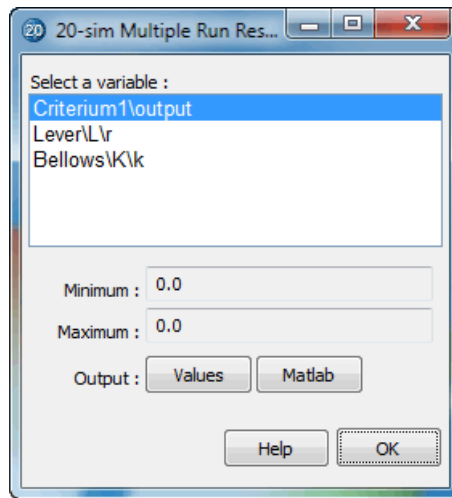 20-sim Multiple Run Res...
Select a variable :
Criterium1\output
Lever\L\r
Bellows\K\k
Minimum : 0.0
Maximum : 0.0
Output : Values Matlab
Help OK